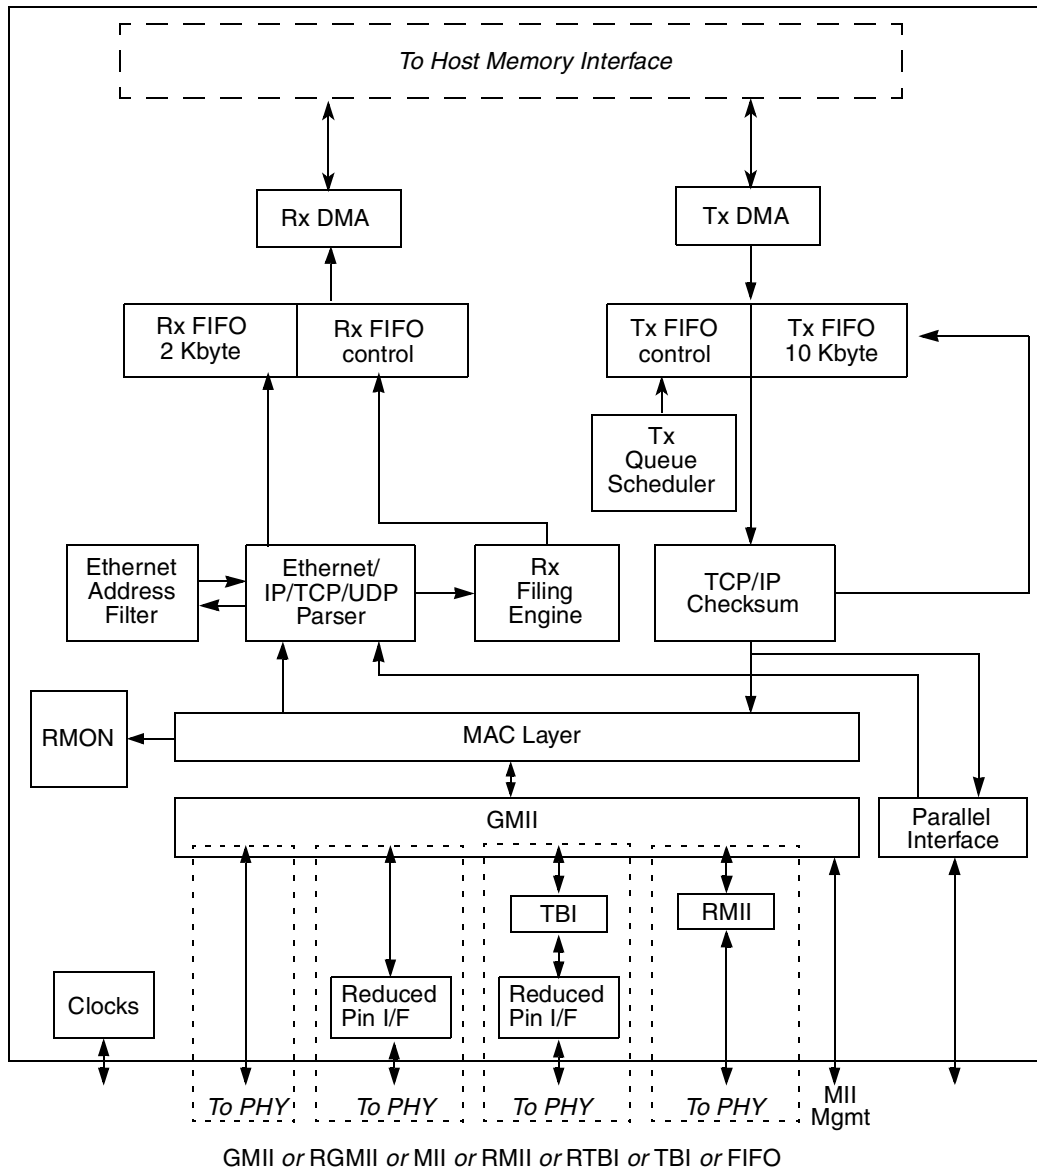 To Host Memory Interface
Rx DMA
Tx DMA
Rx FIFO
2 Kbyte
Rx FIFO
control
Tx FIFO
control
Tx FIFO
10 Kbyte
Tx
Queue
Scheduler
Ethernet
Address
Filter
Ethernet/
IP/TCP/UDP
Parser
Rx
Filing
Engine
TCP/IP
Checksum
RMON
MAC Layer
GMII
Parallel
Interface
TBI
RMII
Clocks
Reduced
Pin I/F
Reduced
Pin I/F
To PHY
To PHY
To PHY
To PHY
MII
Mgmt
GMII or RGMII or MII or RMII or RTBI or TBI or FIFO